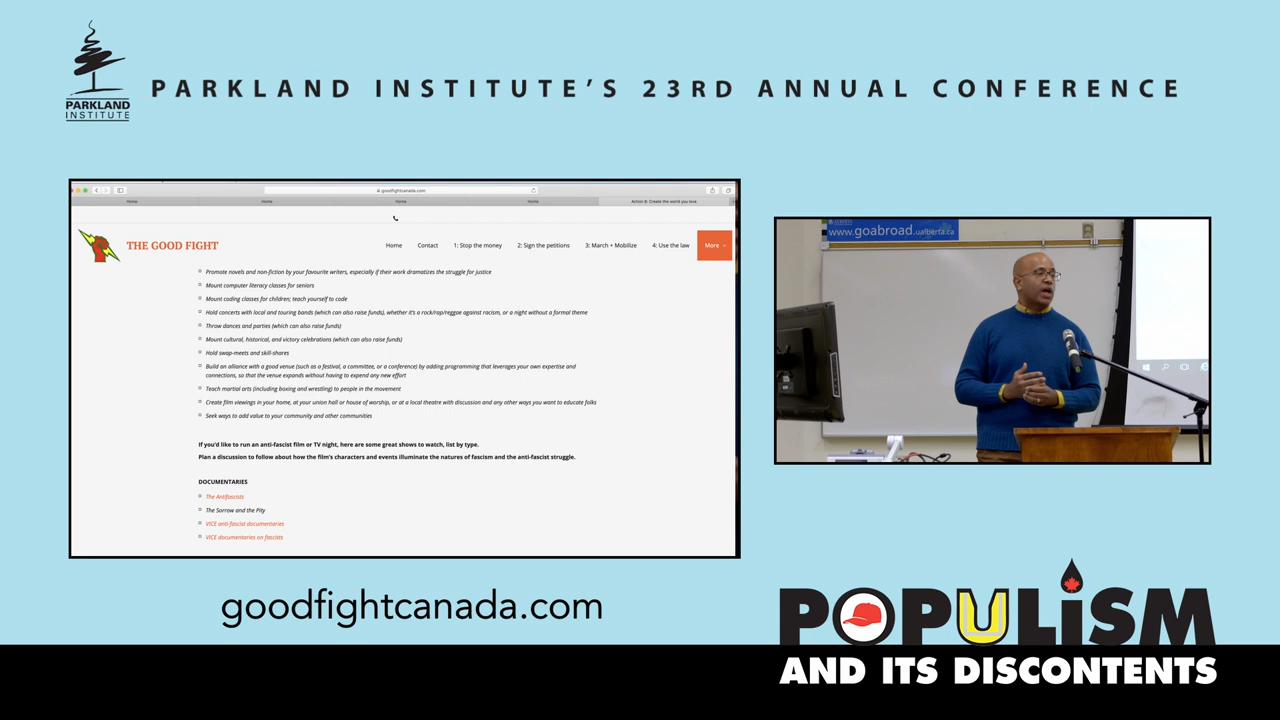 PARKLAND INSTITUTE'S 23RD ANNUAL CONFERENCE
PARKLAND
INSTITUTE
goodfightcanada.com
Home
Home
Home
Home
Action 8: Create the world you love.
THE GOOD FIGHT
Home
Contact
1: Stop the money
2: Sign the petitions
3: March + Mobilize
4: Use the law
More
Promote novels and non-fiction by your favourite writers, especially if their work dramatizes the struggle for justice
Mount computer literacy classes for seniors
Mount coding classes for children; teach yourself to code
Hold concerts with local and touring bands (which can also raise funds), whether it's a rock/rap/reggae against racism, or a night without a formal theme
Throw dances and parties (which can also raise funds)
Mount cultural, historical, and victory celebrations (which can also raise funds)
Hold swap-meets and skill-shares
Build an alliance with a good venue (such as a festival, a committee, or a conference) by adding programming that leverages your own expertise and
connections, so that the venue expands without having to expend any new effort
Teach martial arts (including boxing and wrestling) to people in the movement
Create film viewings in your home, at your union hall or house of worship, or at a local theatre with discussion and any other ways you want to educate folks
Seek ways to add value to your community and other communities
If you'd like to run an anti-fascist film or TV night, here are some great shows to watch, list by type.
Plan a discussion to follow about how the film's characters and events illuminate the natures of fascism and the anti-fascist struggle.
DOCUMENTARIES
The Antifascists
The Sorrow and the Pity
VICE anti-fascist documentaries
VICE documentaries on fascists
www.goabroad.ualberta.ca
goodfightcanada.com
POPULISM
AND ITS DISCONTENTS